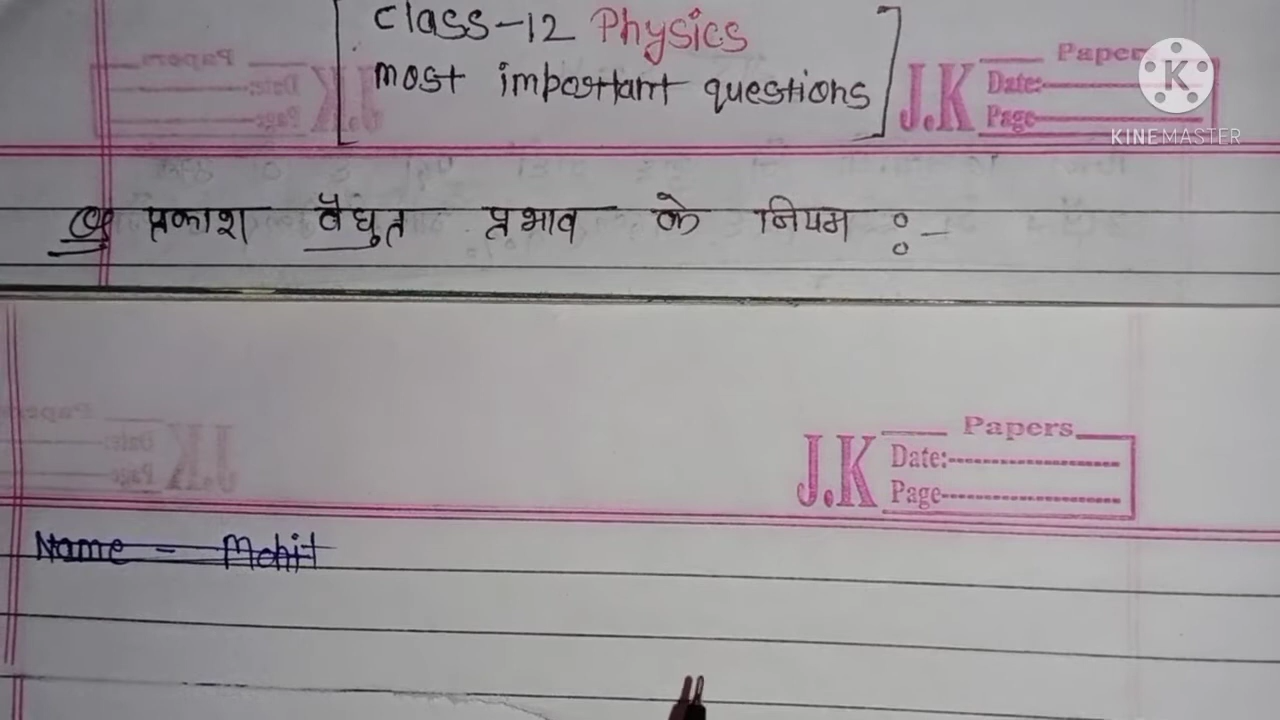 [class-12 Physics
most important questions]
J.K Papers
Date:
Page
KINEMASTER
Q प्रकाश वैधुत प्रभाव के नियम :-
J.K Papers
Date:
Page
Name - Mohit